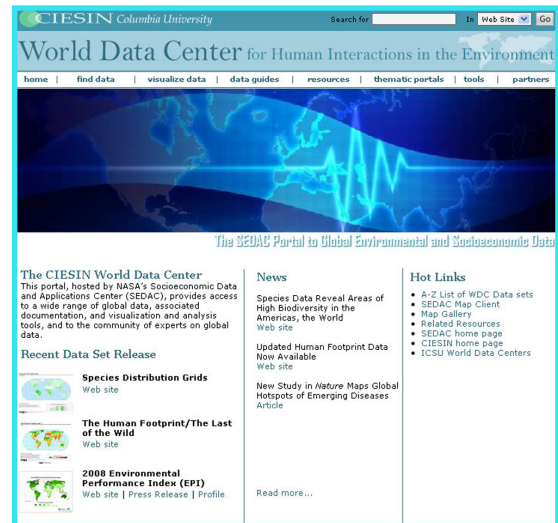 CIESIN Columbia University
Search for In Web Site Go
World Data Center for Human Interactions in the Environment
home | find data | visualize data | data guides | resources | thematic portals | tools | partners
The SEDAC Portal to Global Environmental and Socioeconomic Data
The CIESIN World Data Center
This portal, hosted by NASA's Socioeconomic Data
and Applications Center (SEDAC), provides access
to a wide range of global data, associated
documentation, and visualization and analysis
tools, and to the community of experts on global
data.
Recent Data Set Release
Species Distribution Grids
Web site
The Human Footprint/The Last
of the Wild
Web site
2008 Environmental
Performance Index (EPI)
Web site | Press Release | Profile
News
Species Data Reveal Areas of
High Biodiversity in the
Americas, the World
Web site
Updated Human Footprint Data
Now Available
Web site
New Study in Nature Maps Global
Hotspots of Emerging Diseases
Article
Read more...
Hot Links
A-Z List of WDC Data sets
SEDAC Map Client
Map Gallery
Related Resources
SEDAC home page
CIESIN home page
ICSU World Data Centers